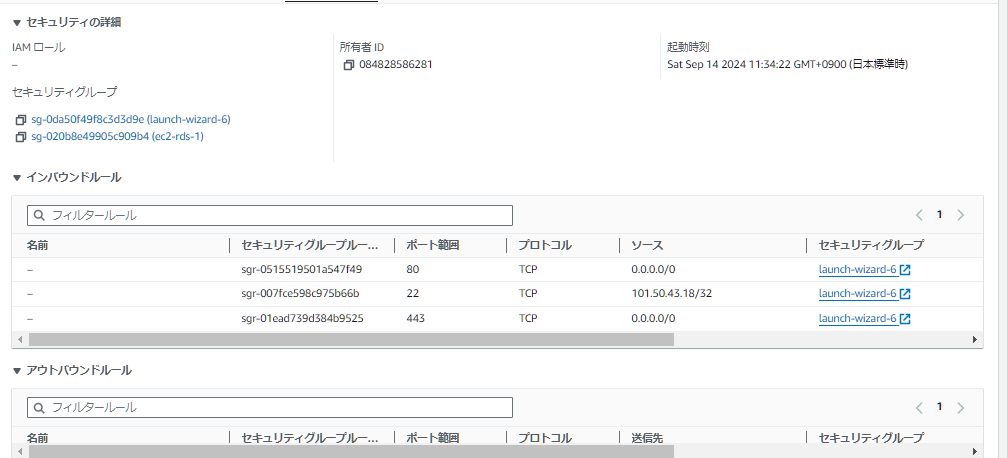 ▼ セキュリティの詳細
IAM ロール
–
所有者 ID
084828586281
起動時刻
Sat Sep 14 2024 11:34:22 GMT+0900 (日本標準時)
セキュリティグループ
sg-0da50f49f8c3d3d9e (launch-wizard-6)
sg-020b8e49905c909b4 (ec2-rds-1)
▼ インバウンドルール
フィルタールール
1
名前 セキュリティグループルー... ポート範囲 プロトコル ソース セキュリティグループ
– sgr-0515519501a547f49 80 TCP 0.0.0.0/0 launch-wizard-6
– sgr-007fce598c975b66b 22 TCP 101.50.43.18/32 launch-wizard-6
– sgr-01ead739d384b9525 443 TCP 0.0.0.0/0 launch-wizard-6
▼ アウトバウンドルール
フィルタールール
1
名前 セキュリティグループルー... ポート範囲 プロトコル 送信先 セキュリティグループ